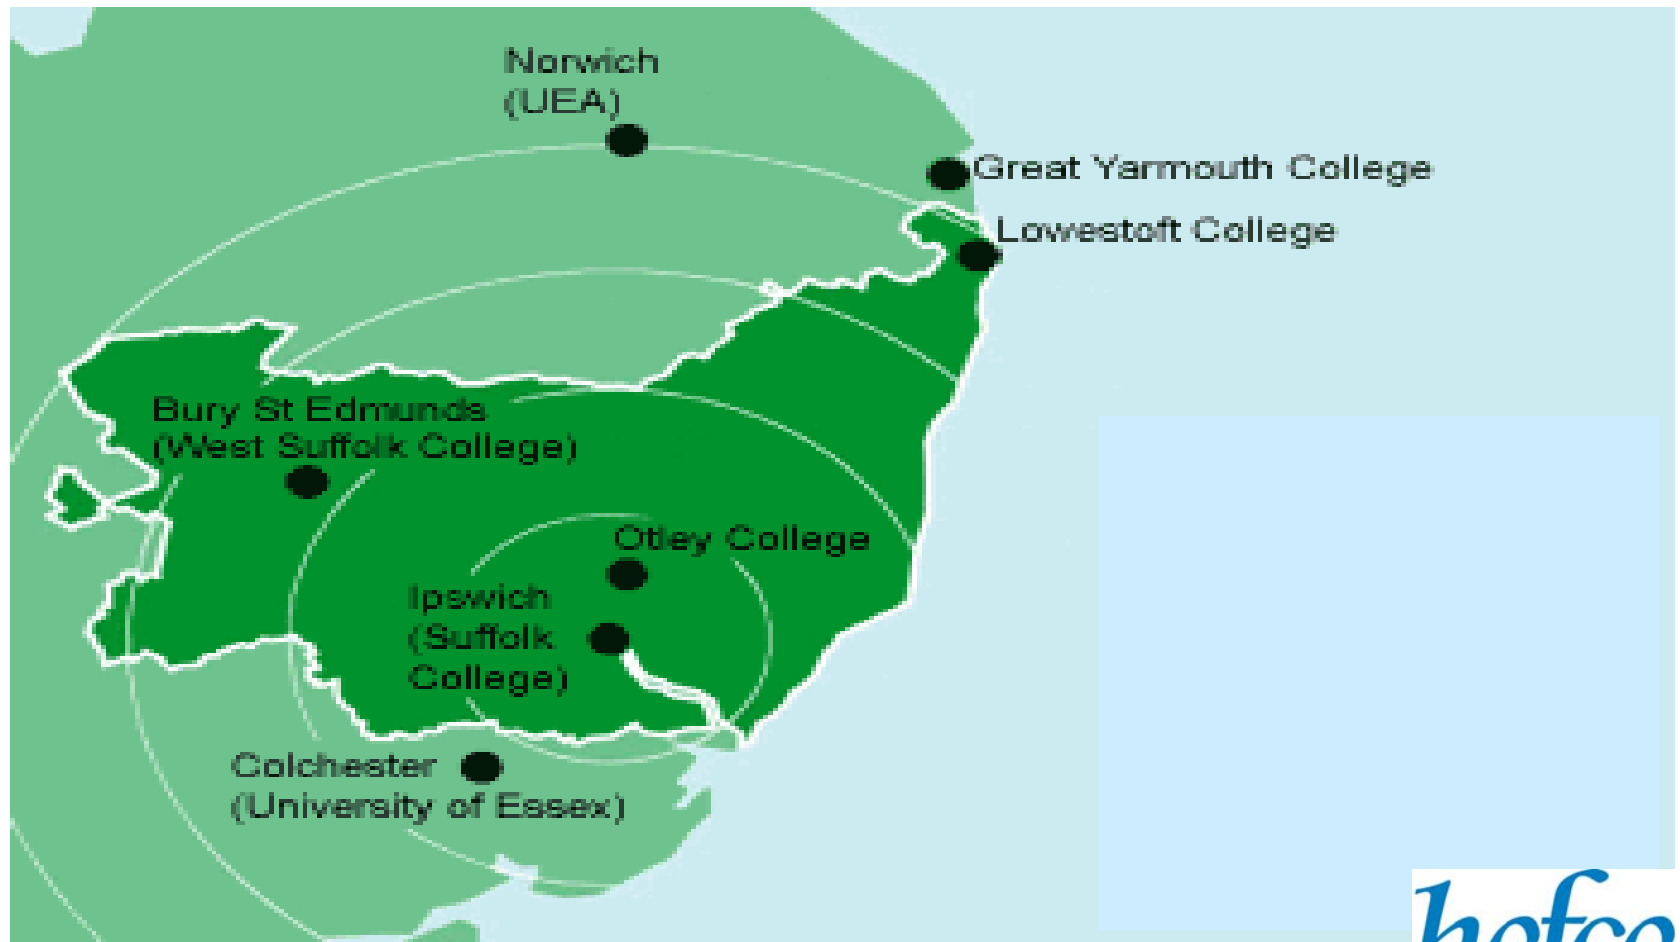 Norwich
(UEA)
Great Yarmouth College
Lowestoft College
Bury St Edmunds
(West Suffolk College)
Otley College
Ipswich
(Suffolk
College)
Colchester
(University of Essex)